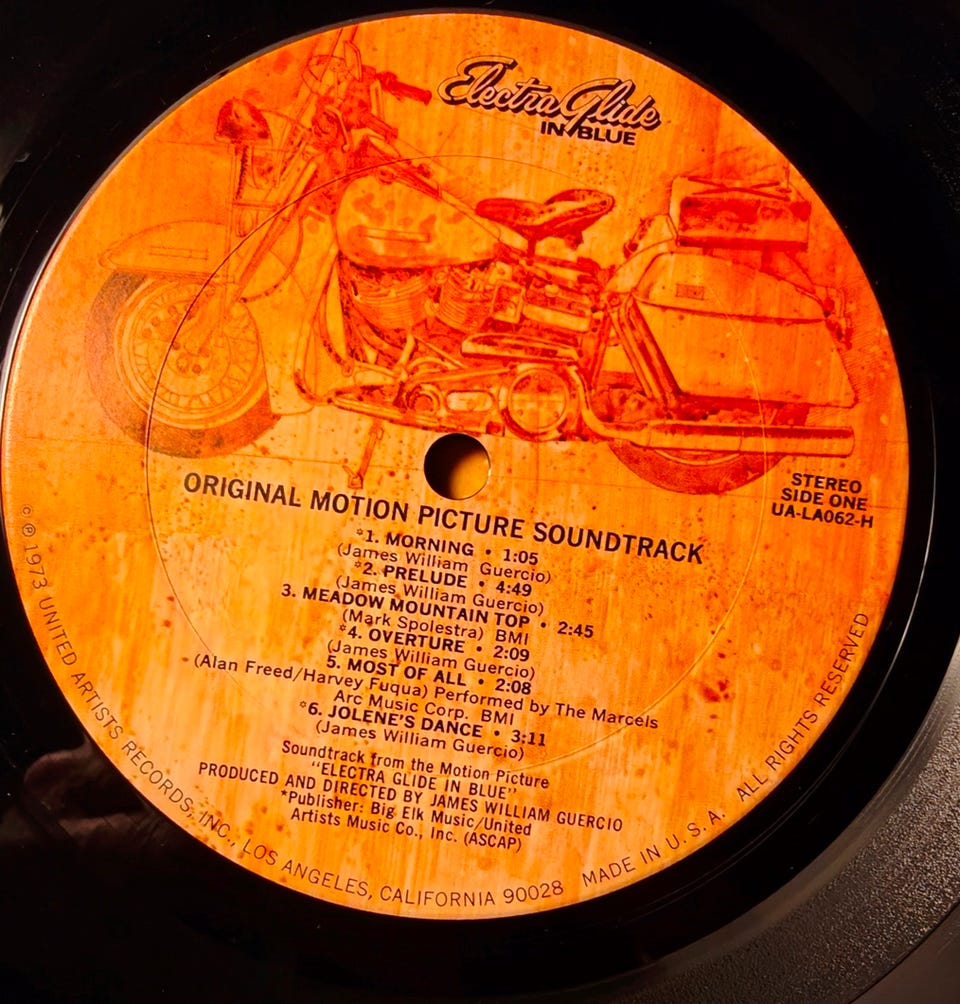 Electra Glide
IN BLUE
STEREO
SIDE ONE
UA-LA062-H
ORIGINAL MOTION PICTURE SOUNDTRACK
*1. MORNING • 1:05
(James William Guercio)
*2. PRELUDE • 4:49
(James William Guercio)
3. MEADOW MOUNTAIN TOP • 2:45
(Mark Spolestra) BMI
*4. OVERTURE • 2:09
(James William Guercio)
5. MOST OF ALL • 2:08
(Alan Freed/Harvey Fuqua) Performed by The Marcels
Arc Music Corp. BMI
*6. JOLENE'S DANCE • 3:11
(James William Guercio)
Soundtrack from the Motion Picture
"ELECTRA GLIDE IN BLUE"
PRODUCED AND DIRECTED BY JAMES WILLIAM GUERCIO
*Publisher: Big Elk Music/United
Artists Music Co., Inc. (ASCAP)
© ℗ 1973 UNITED ARTISTS RECORDS, INC., LOS ANGELES, CALIFORNIA 90028 MADE IN U.S.A. ALL RIGHTS RESERVED